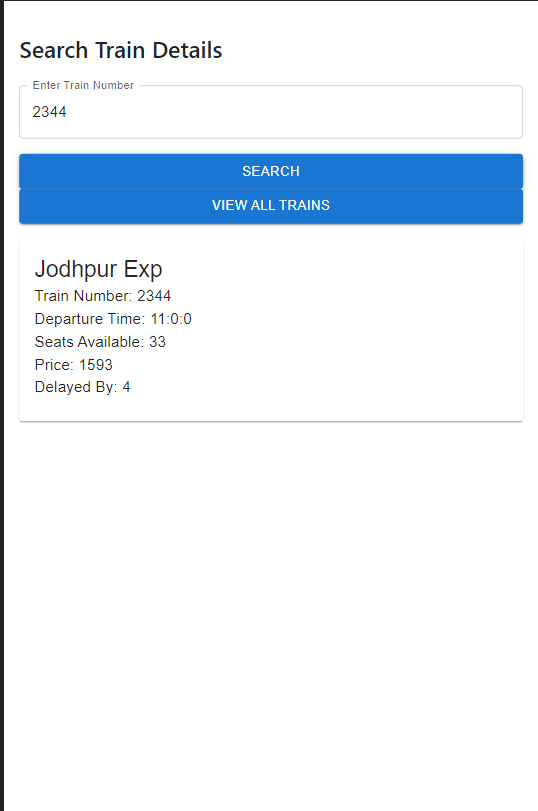 Search Train Details
Enter Train Number
2344
SEARCH
VIEW ALL TRAINS
Jodhpur Exp
Train Number: 2344
Departure Time: 11:0:0
Seats Available: 33
Price: 1593
Delayed By: 4